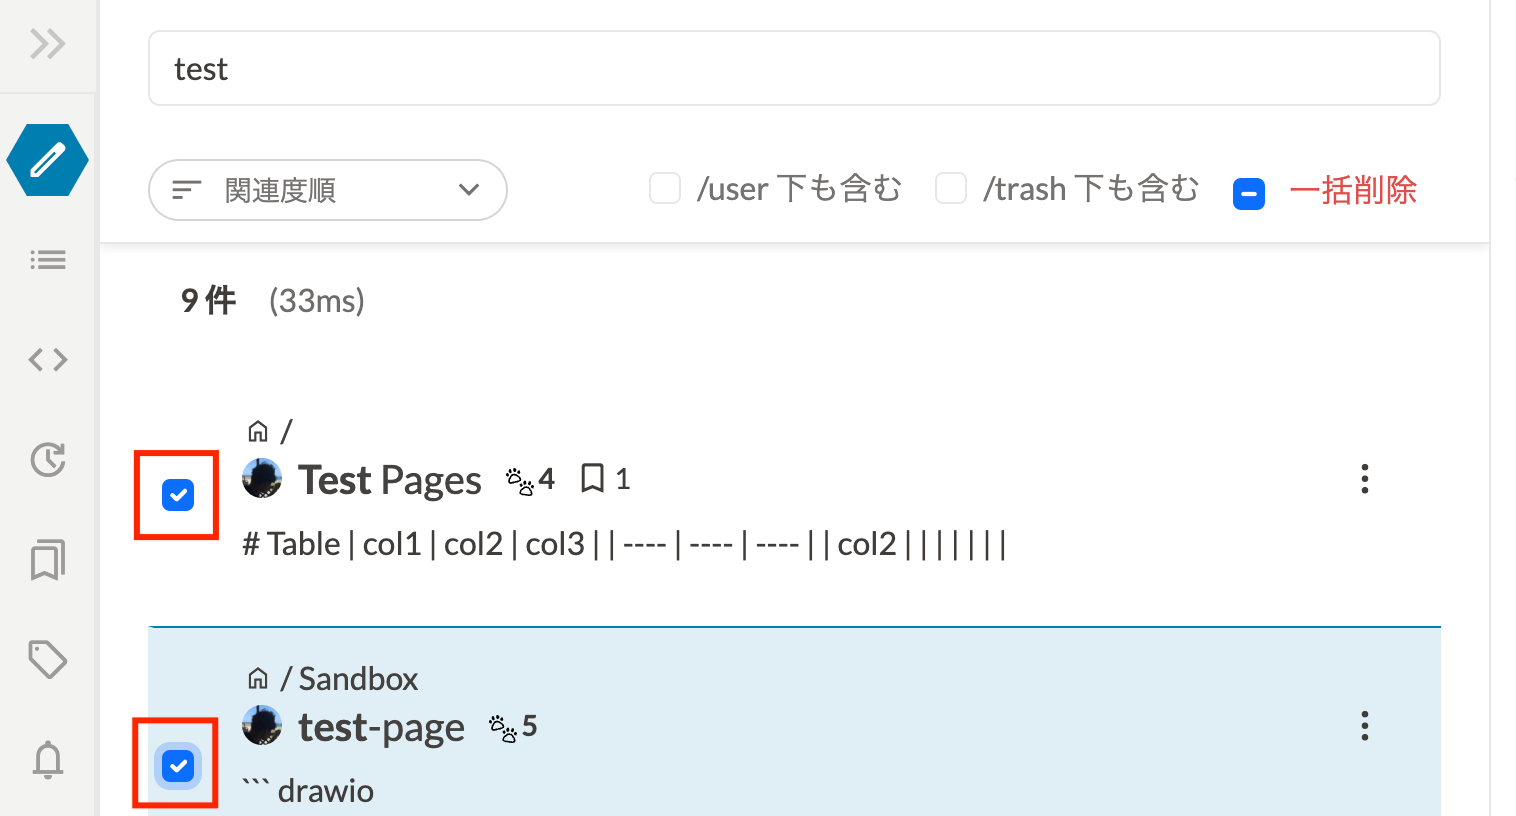 test
関連度順
/user 下も含む
/trash 下も含む
一括削除
9 件 (33ms)
/
Test Pages 4 1
# Table | col1 | col2 | col3 | | ---- | ---- | ---- | | col2 | | | | | | |
/ Sandbox
test-page 5
``` drawio